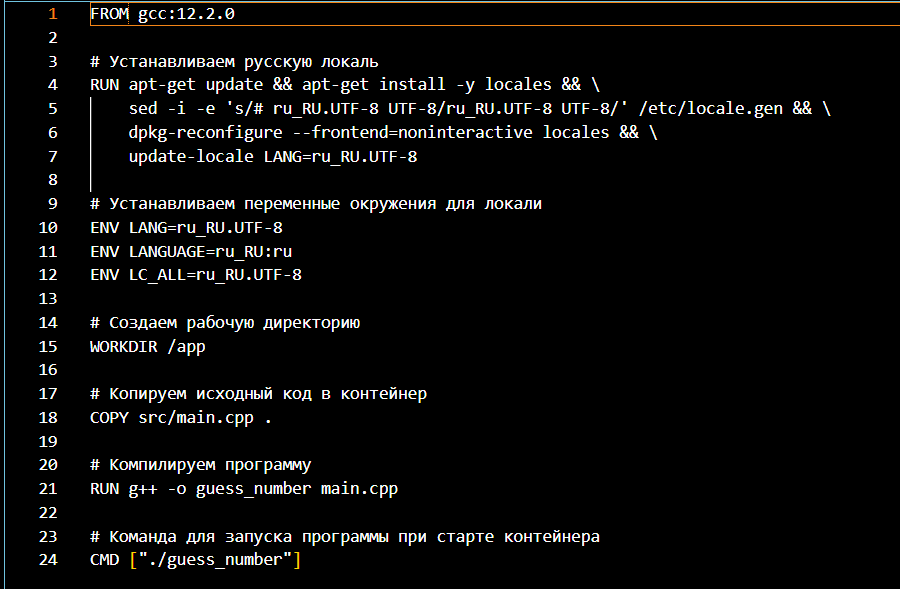 1 FROM gcc:12.2.0
2
3 # Устанавливаем русскую локаль
4 RUN apt-get update && apt-get install -y locales && \
5     sed -i -e 's/# ru_RU.UTF-8 UTF-8/ru_RU.UTF-8 UTF-8/' /etc/locale.gen && \
6     dpkg-reconfigure --frontend=noninteractive locales && \
7     update-locale LANG=ru_RU.UTF-8
8
9 # Устанавливаем переменные окружения для локали
10 ENV LANG=ru_RU.UTF-8
11 ENV LANGUAGE=ru_RU:ru
12 ENV LC_ALL=ru_RU.UTF-8
13
14 # Создаем рабочую директорию
15 WORKDIR /app
16
17 # Копируем исходный код в контейнер
18 COPY src/main.cpp .
19
20 # Компилируем программу
21 RUN g++ -o guess_number main.cpp
22
23 # Команда для запуска программы при старте контейнера
24 CMD ["./guess_number"]